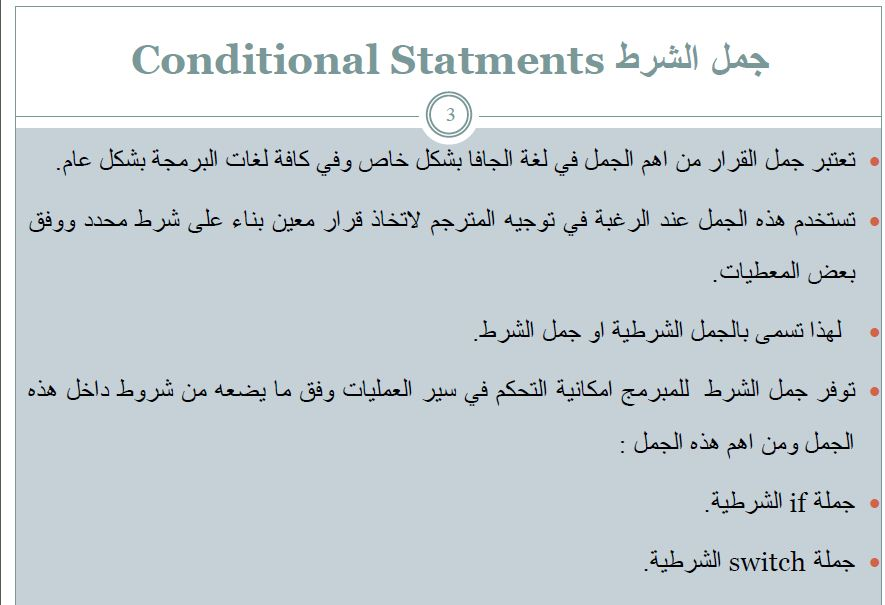 جمل الشرط Conditional Statments
3
تعتبر جمل القرار من اهم الجمل في لغة الجافا بشكل خاص وفي كافة لغات البرمجة بشكل عام.
تستخدم هذه الجمل عند الرغبة في توجيه المترجم لاتخاذ قرار معين بناء على شرط محدد ووفق
بعض المعطيات.
لهذا تسمى بالجمل الشرطية او جمل الشرط.
توفر جمل الشرط للمبرمج امكانية التحكم في سير العمليات وفق ما يضعه من شروط داخل هذه
الجمل ومن اهم هذه الجمل :
جملة if الشرطية.
جملة switch الشرطية.